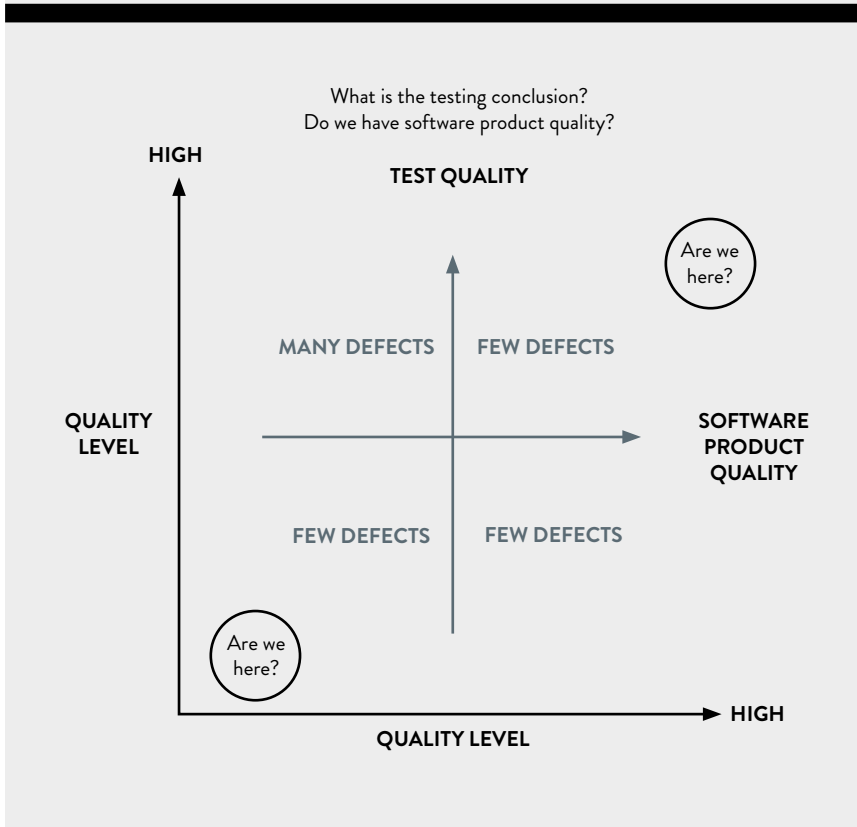 What is the testing conclusion?
Do we have software product quality?
HIGH
TEST QUALITY
Are we
here?
MANY DEFECTS
FEW DEFECTS
QUALITY
LEVEL
SOFTWARE
PRODUCT
QUALITY
FEW DEFECTS
FEW DEFECTS
Are we
here?
HIGH
QUALITY LEVEL